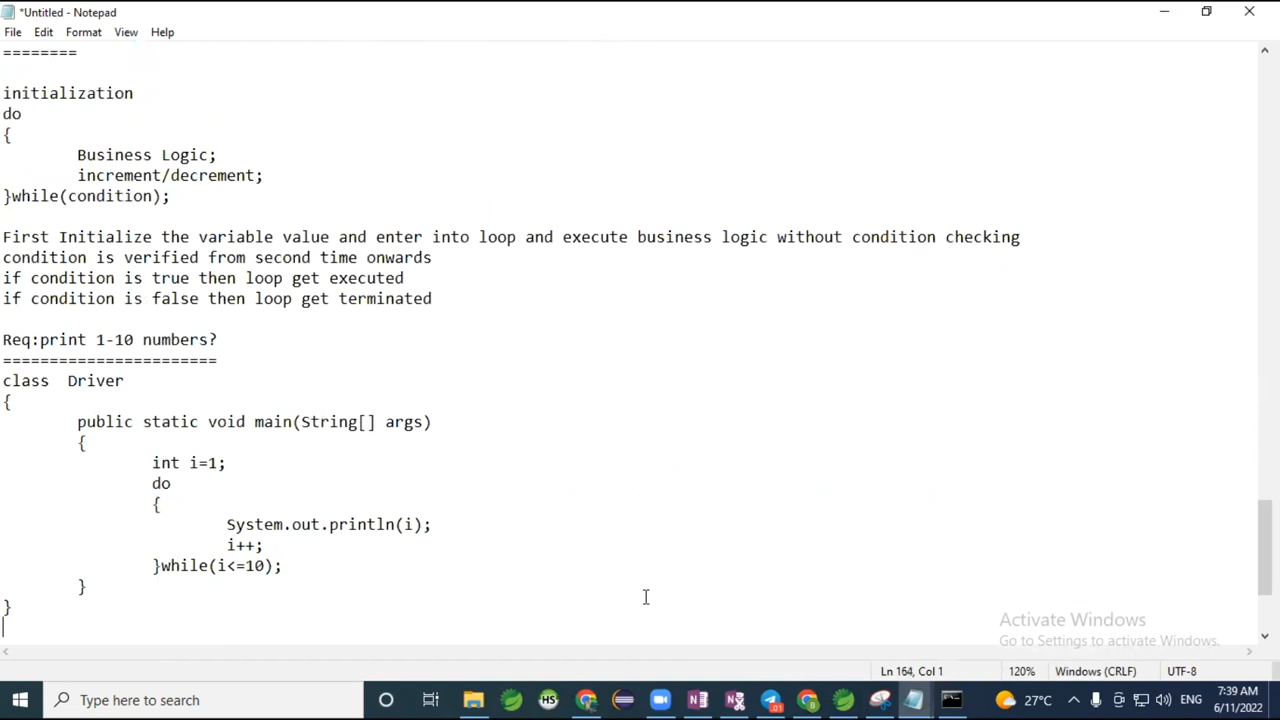 *Untitled - Notepad
File Edit Format View Help
========
initialization
do
{
Business Logic;
increment/decrement;
}while(condition);
First Initialize the variable value and enter into loop and execute business logic without condition checking
condition is verified from second time onwards
if condition is true then loop get executed
if condition is false then loop get terminated
Req:print 1-10 numbers?
=======================
class  Driver
{
public static void main(String[] args)
{
int i=1;
do
{
System.out.println(i);
i++;
}while(i<=10);
}
}
Activate Windows
Go to Settings to activate Windows.
Ln 164, Col 1 120% Windows (CRLF) UTF-8
Type here to search HS 27°C ENG 7:39 AM
6/11/2022